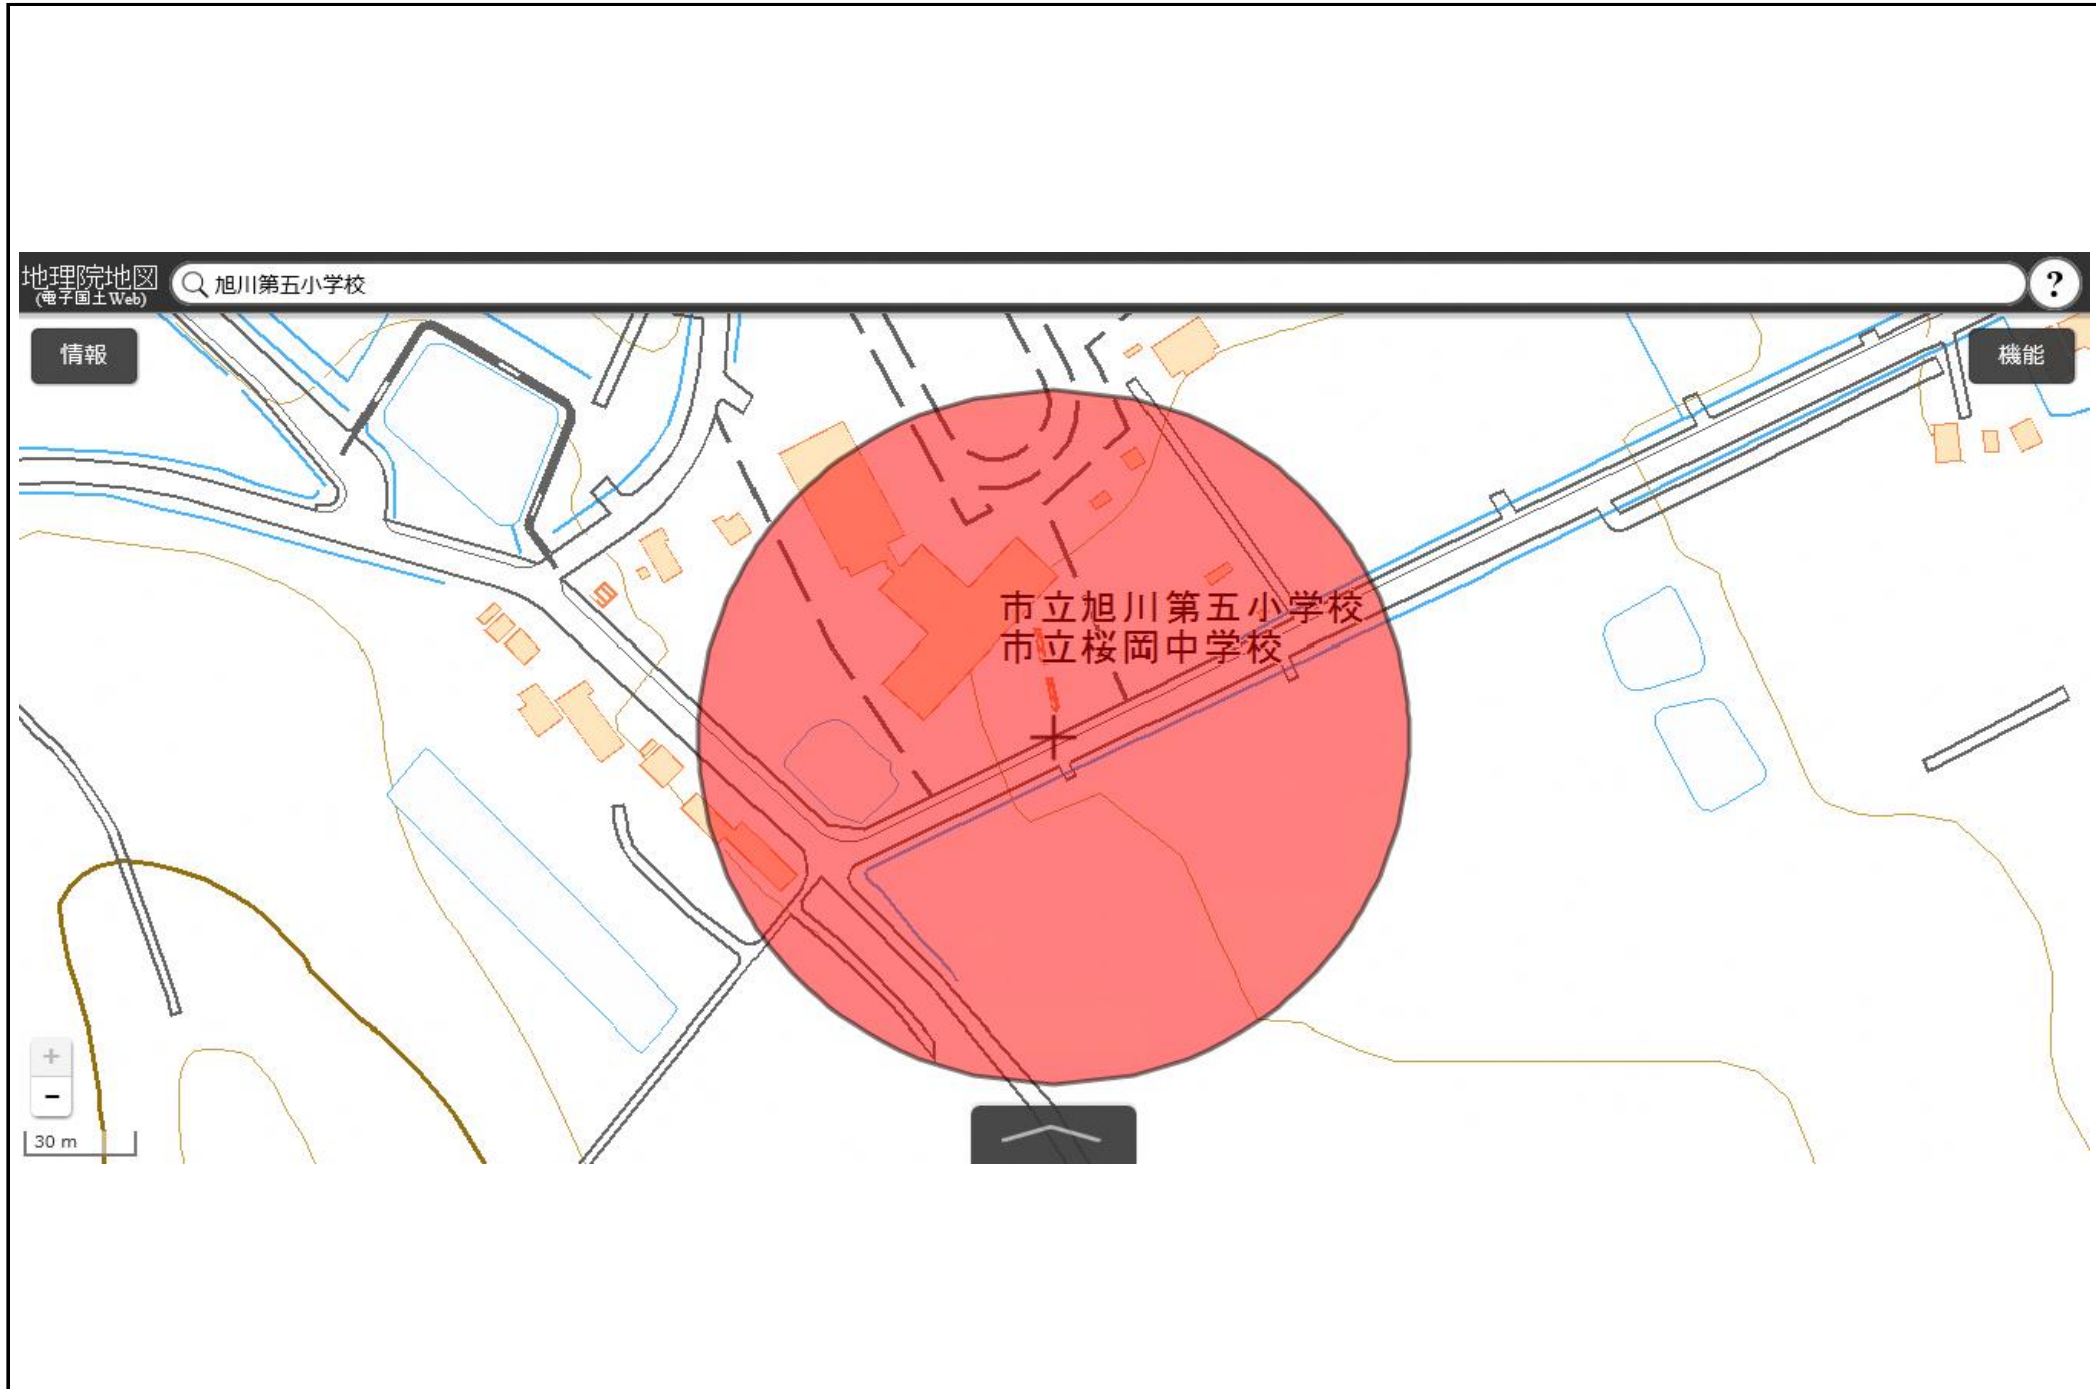 地理院地図
(電子国土Web)
旭川第五小学校
?
情報
機能
市立旭川第五小学校
市立桜岡中学校
+
−
30 m